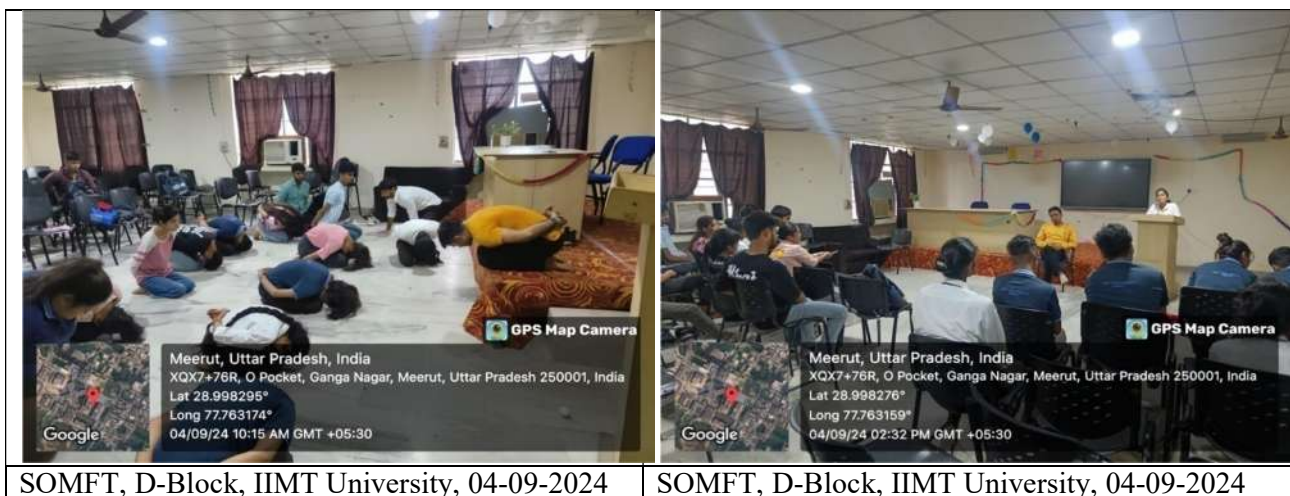 GPS Map Camera
Meerut, Uttar Pradesh, India
XQX7+76R, O Pocket, Ganga Nagar, Meerut, Uttar Pradesh 250001, India
Lat 28.998295°
Long 77.763174°
04/09/24 10:15 AM GMT +05:30
Google
SOMFT, D-Block, IIMT University, 04-09-2024
GPS Map Camera
Meerut, Uttar Pradesh, India
XQX7+76R, O Pocket, Ganga Nagar, Meerut, Uttar Pradesh 250001, India
Lat 28.998276°
Long 77.763159°
04/09/24 02:32 PM GMT +05:30
Google
SOMFT, D-Block, IIMT University, 04-09-2024